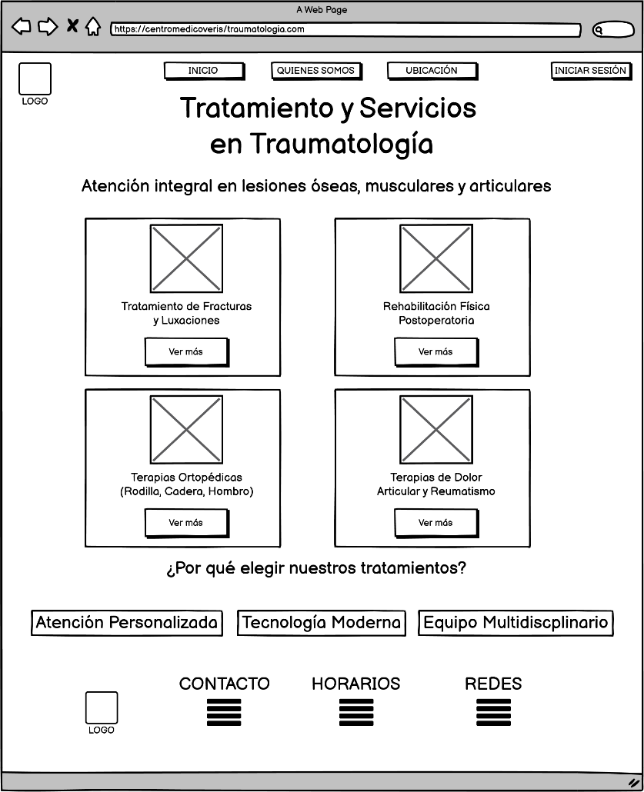 A Web Page
https://centromedicoveris/traumatologia.com
INICIO
QUIENES SOMOS
UBICACIÓN
INICIAR SESIÓN
LOGO
Tratamiento y Servicios
en Traumatología
Atención integral en lesiones óseas, musculares y articulares
Tratamiento de Fracturas
y Luxaciones
Ver más
Rehabilitación Física
Postoperatoria
Ver más
Terapias Ortopédicas
(Rodilla, Cadera, Hombro)
Ver más
Terapias de Dolor
Articular y Reumatismo
Ver más
¿Por qué elegir nuestros tratamientos?
Atención Personalizada
Tecnología Moderna
Equipo Multidiscplinario
CONTACTO
HORARIOS
REDES
LOGO